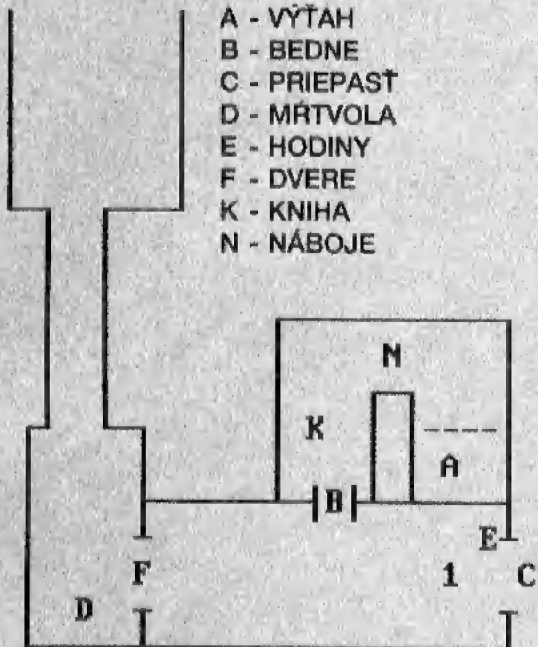 A - VÝŤAH
B - BEDNE
C - PRIEPASŤ
D - MŔTVOLA
E - HODINY
F - DVERE
K - KNIHA
N - NÁBOJE
N
K
A
B
E
F 1 C
D